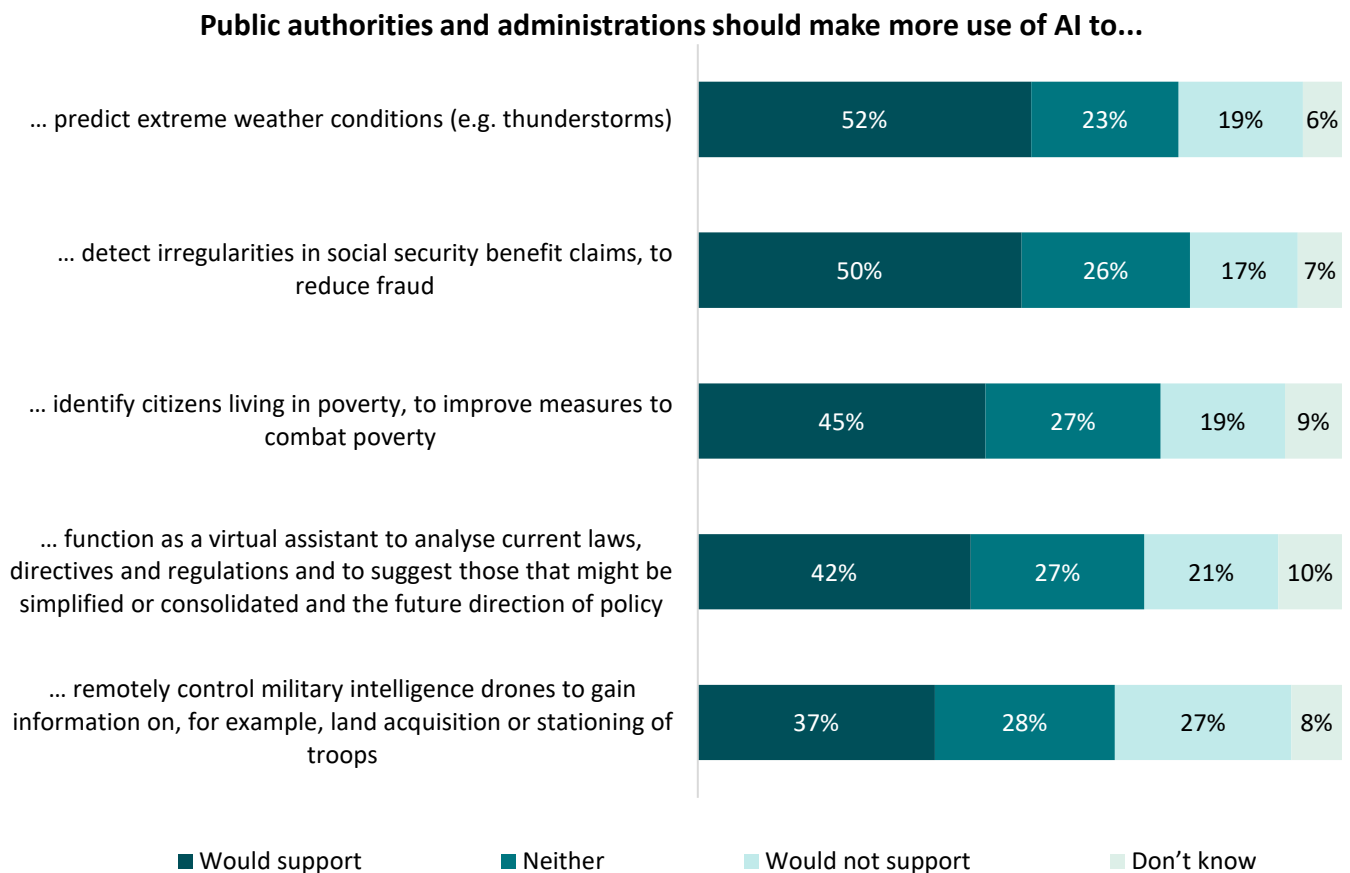 Public authorities and administrations should make more use of AI to...
... predict extreme weather conditions (e.g. thunderstorms)
52%
23%
19%
6%
... detect irregularities in social security benefit claims, to
reduce fraud
50%
26%
17%
7%
... identify citizens living in poverty, to improve measures to
combat poverty
45%
27%
19%
9%
... function as a virtual assistant to analyse current laws,
directives and regulations and to suggest those that might be
simplified or consolidated and the future direction of policy
42%
27%
21%
10%
... remotely control military intelligence drones to gain
information on, for example, land acquisition or stationing of
troops
37%
28%
27%
8%
Would support
Neither
Would not support
Don't know